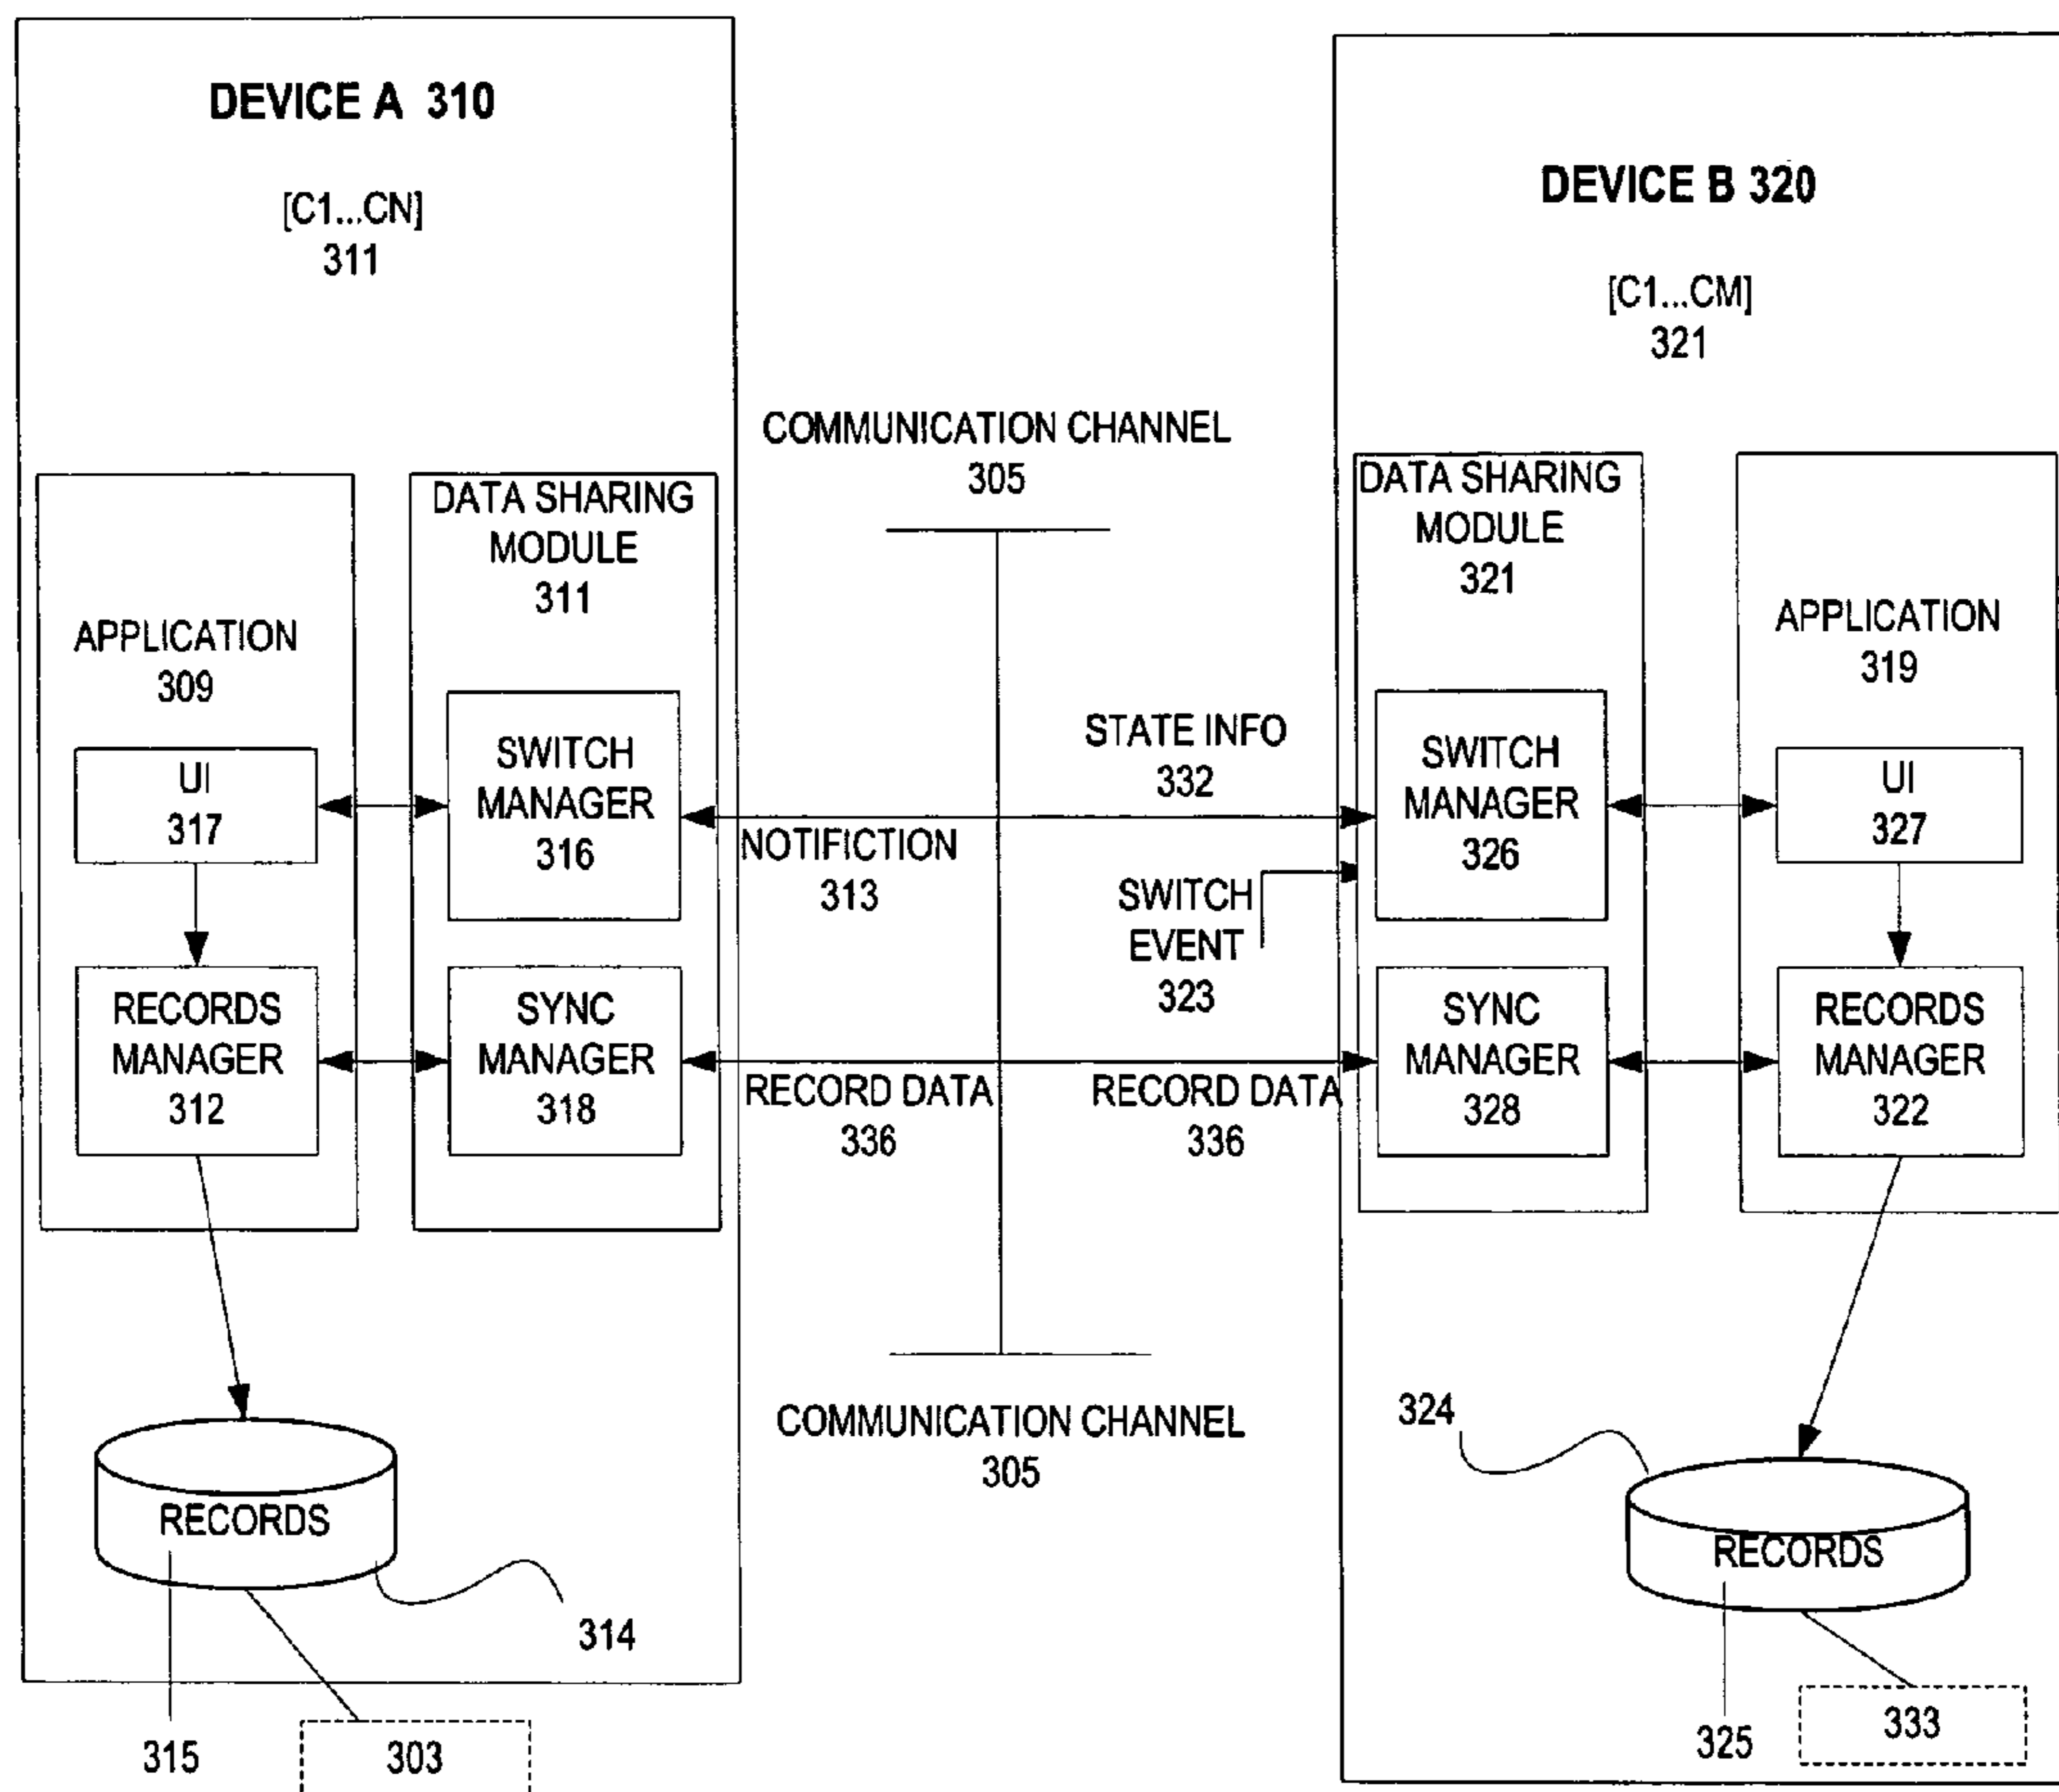 DEVICE A 310
[C1...CN]
311
APPLICATION
309
UI
317
RECORDS
MANAGER
312
DATA SHARING
MODULE
311
SWITCH
MANAGER
316
SYNC
MANAGER
318
RECORDS
314
315
303
COMMUNICATION CHANNEL
305
STATE INFO
332
NOTIFICTION
313
SWITCH
EVENT
323
RECORD DATA
336
RECORD DATA
336
COMMUNICATION CHANNEL
305
DEVICE B 320
[C1...CM]
321
DATA SHARING
MODULE
321
SWITCH
MANAGER
326
SYNC
MANAGER
328
APPLICATION
319
UI
327
RECORDS
MANAGER
322
324
RECORDS
325
333